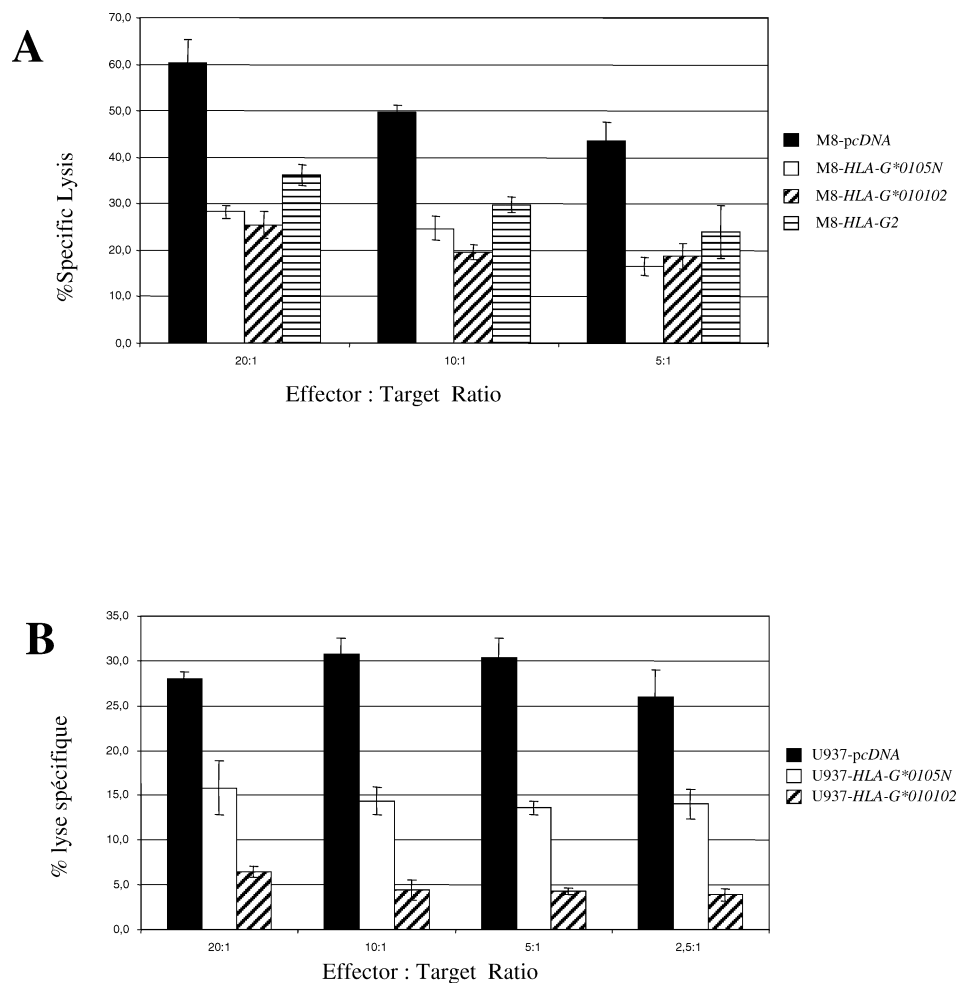 A
70,0
60,0
50,0
40,0
30,0
20,0
10,0
0,0
%Specific Lysis
20:1
10:1
5:1
Effector : Target Ratio
M8-pcDNA
M8-HLA-G*0105N
M8-HLA-G*010102
M8-HLA-G2
B
35,0
30,0
25,0
20,0
15,0
10,0
5,0
0,0
% lyse spécifique
20:1
10:1
5:1
2,5:1
Effector : Target Ratio
U937-pcDNA
U937-HLA-G*0105N
U937-HLA-G*010102